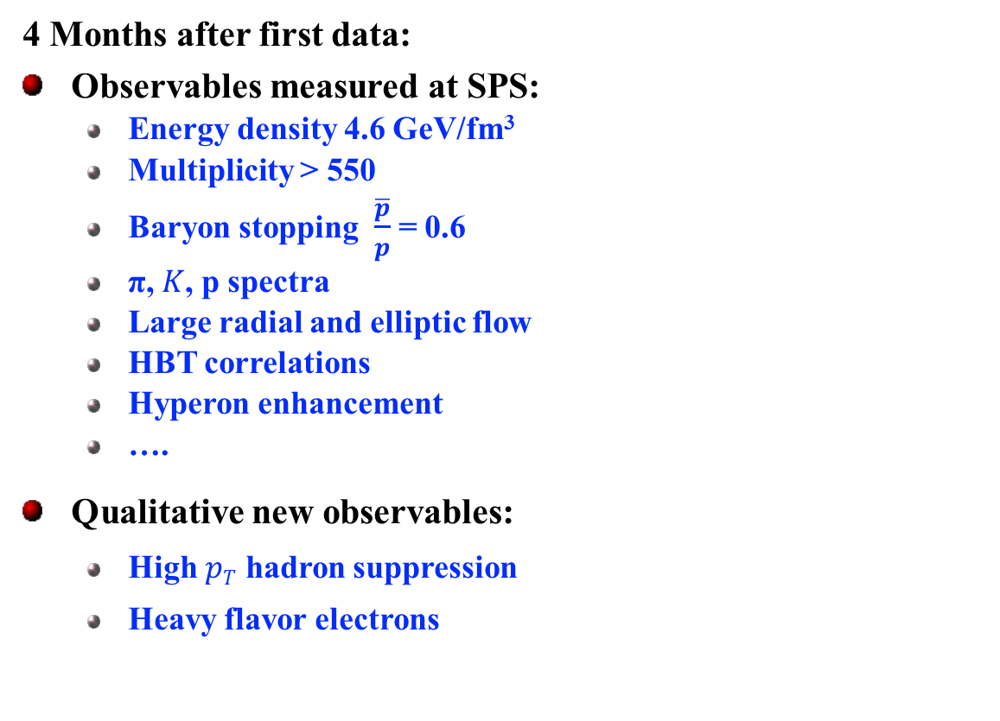 4 Months after first data:
Observables measured at SPS:
Energy density 4.6 GeV/fm³
Multiplicity > 550
Baryon stopping p̅/p = 0.6
π, K, p spectra
Large radial and elliptic flow
HBT correlations
Hyperon enhancement
….
Qualitative new observables:
High p_T hadron suppression
Heavy flavor electrons